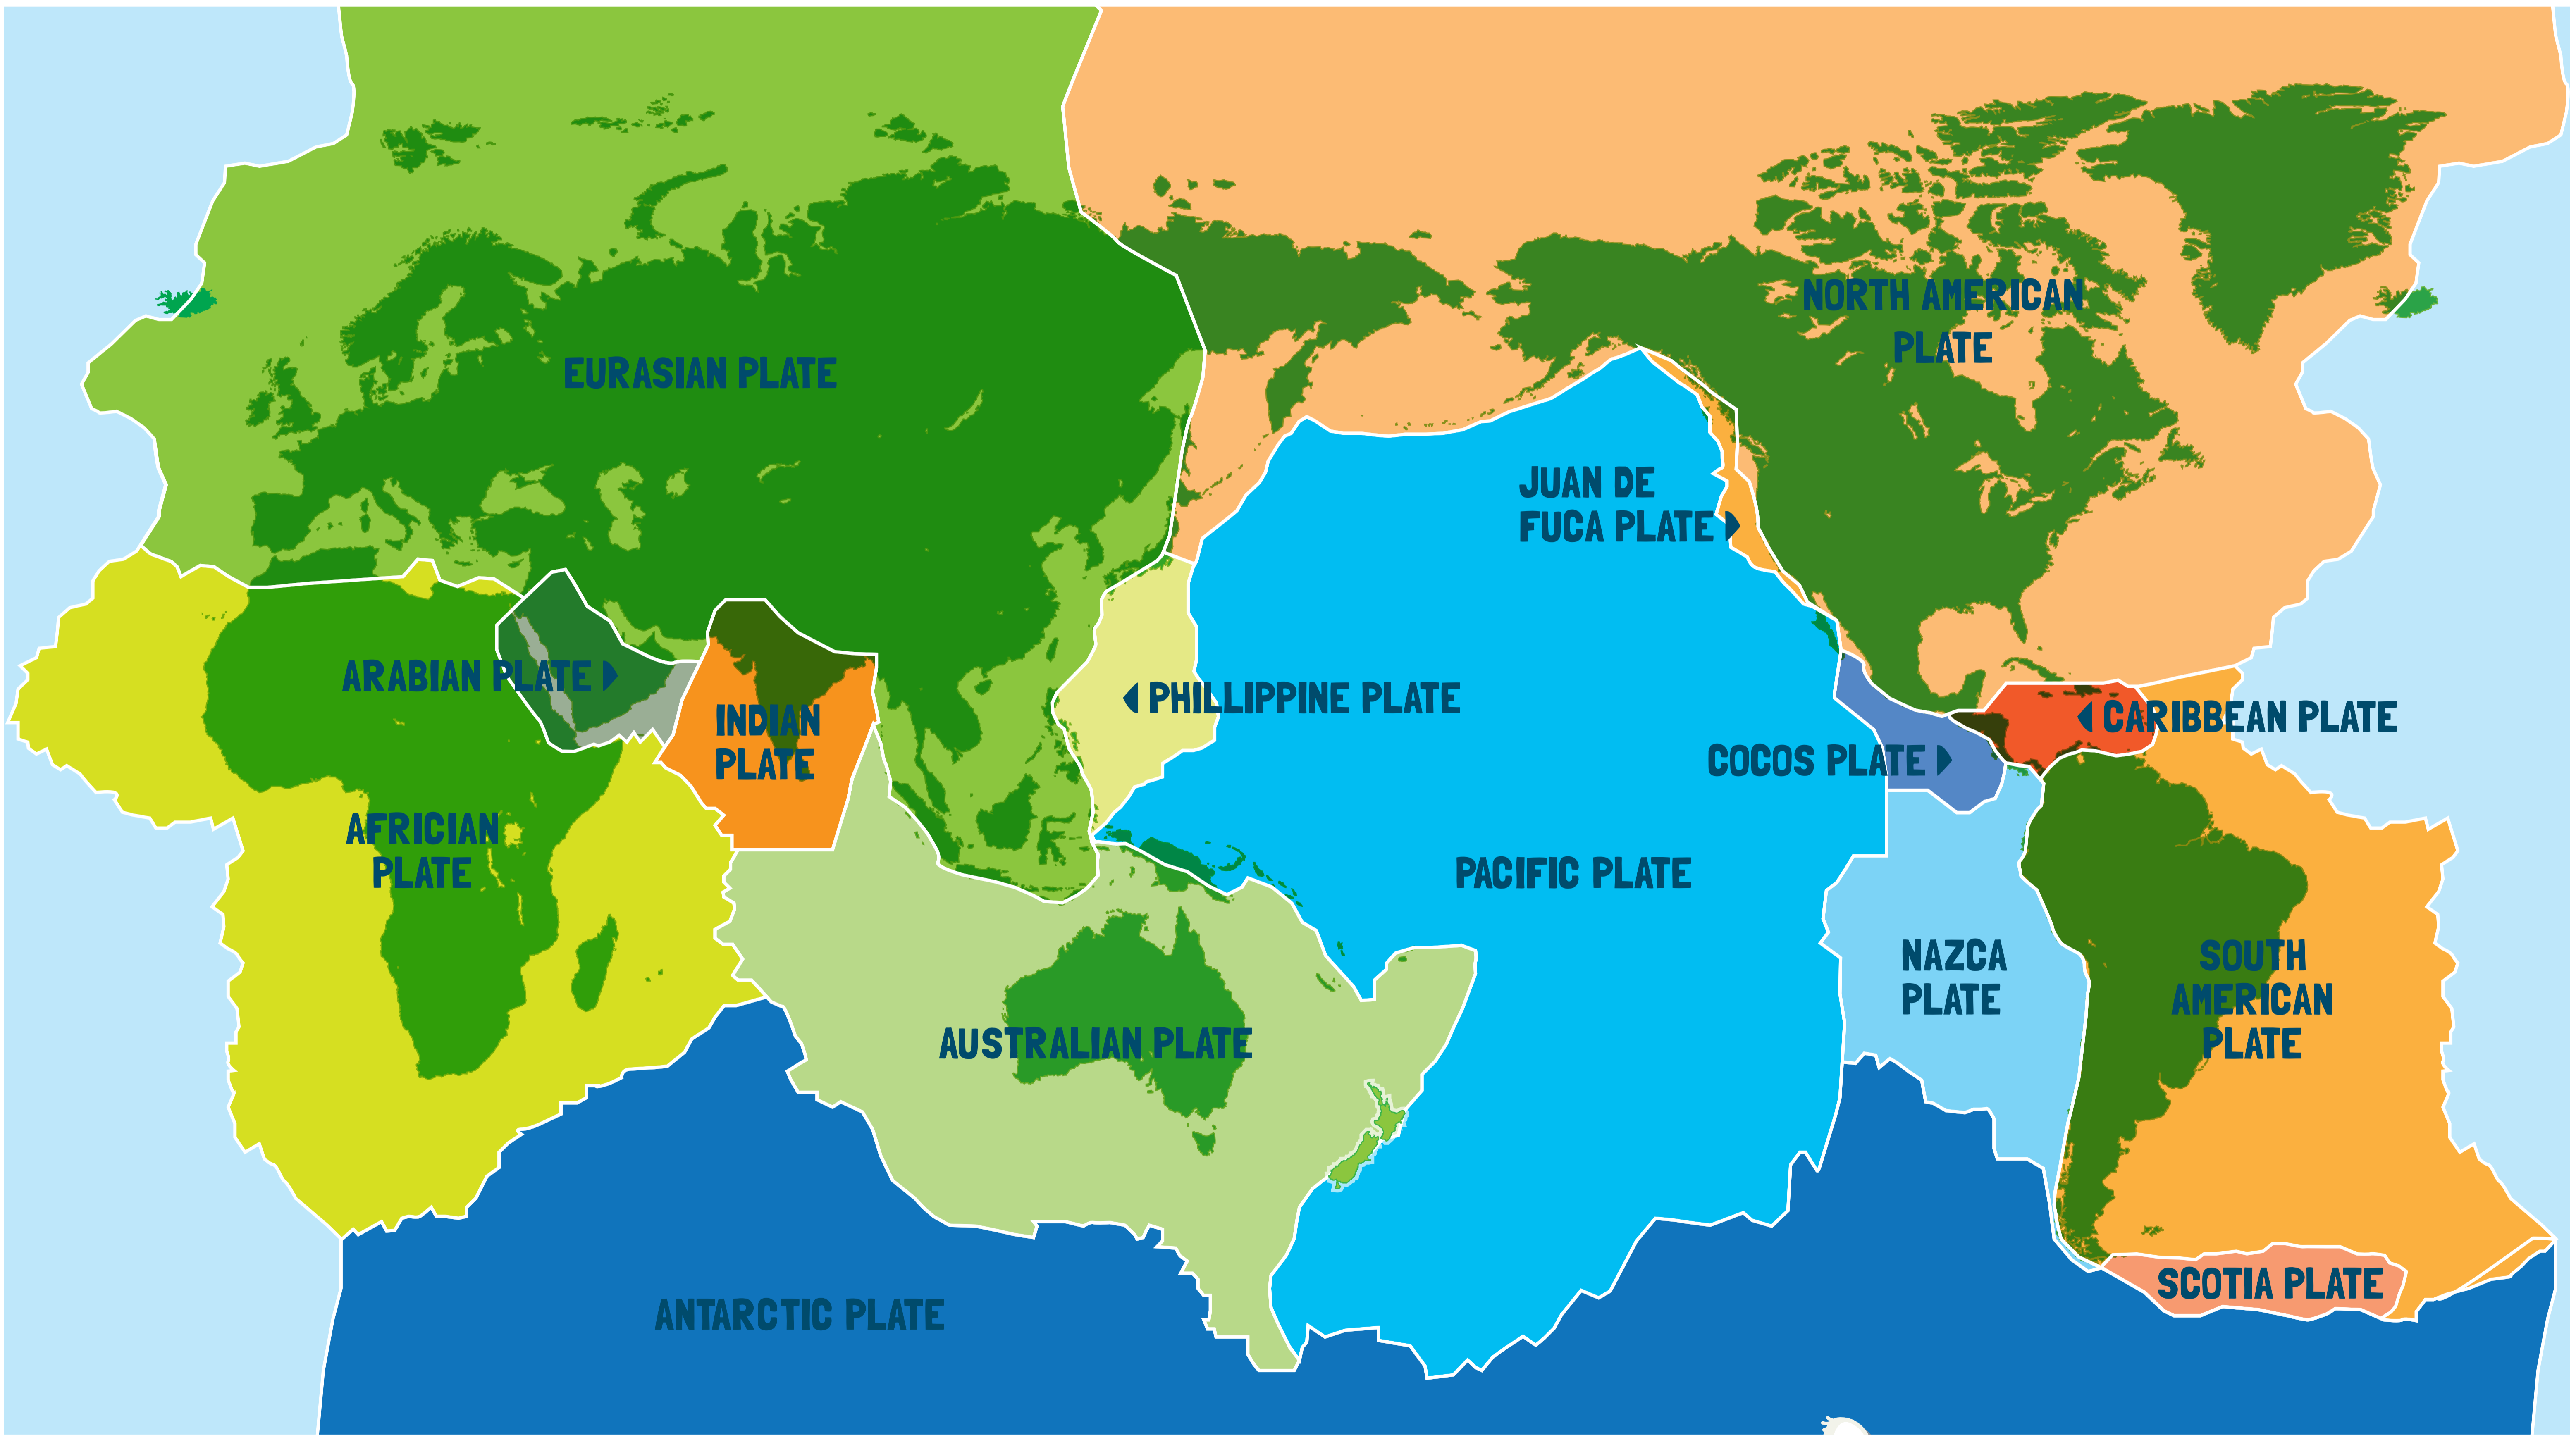 EURASIAN PLATE
NORTH AMERICAN
PLATE
JUAN DE
FUCA PLATE
ARABIAN PLATE
INDIAN
PLATE
PHILLIPPINE PLATE
CARIBBEAN PLATE
COCOS PLATE
AFRICIAN
PLATE
PACIFIC PLATE
NAZCA
PLATE
SOUTH
AMERICAN
PLATE
AUSTRALIAN PLATE
SCOTIA PLATE
ANTARCTIC PLATE